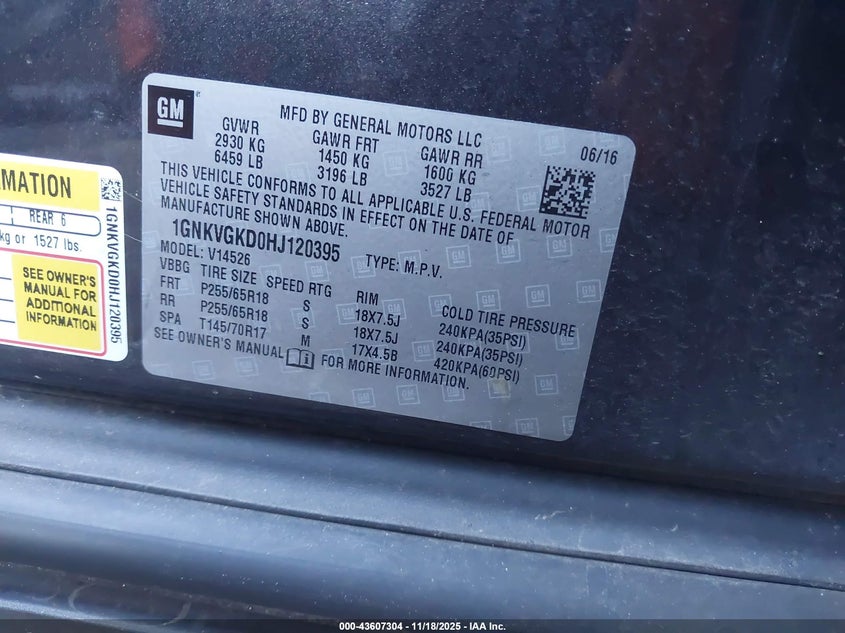 GM
MFD BY GENERAL MOTORS LLC
GVWR GAWR FRT GAWR RR 06/16
2930 KG 1450 KG 1600 KG
6459 LB 3196 LB 3527 LB
THIS VEHICLE CONFORMS TO ALL APPLICABLE U.S. FEDERAL MOTOR
VEHICLE SAFETY STANDARDS IN EFFECT ON THE DATE OF
MANUFACTURE SHOWN ABOVE.
1GNKVGKD0HJ120395
MODEL: V14526 TYPE: M.P.V.
VBBG TIRE SIZE SPEED RTG RIM COLD TIRE PRESSURE
FRT P255/65R18 S 18X7.5J 240KPA(35PSI)
RR P255/65R18 S 18X7.5J 240KPA(35PSI)
SPA T145/70R17 M 17X4.5B 420KPA(60PSI)
SEE OWNER'S MANUAL FOR MORE INFORMATION.
RMATION
REAR 6
kg or 1527 lbs.
SEE OWNER'S
MANUAL FOR
ADDITIONAL
INFORMATION
1GNKVGKD0HJ120395
000-43607304 - 11/18/2025 - IAA Inc.